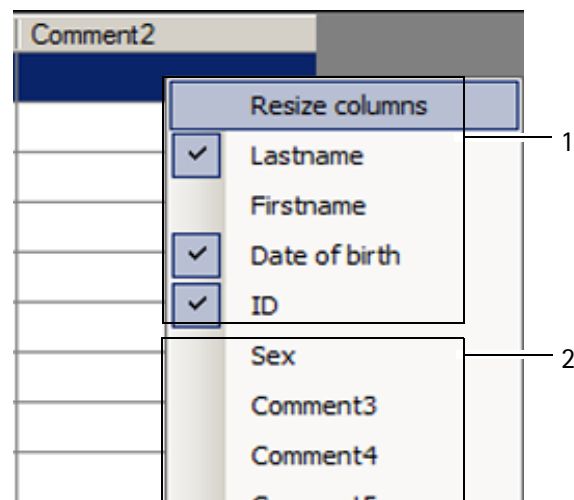 Comment2
Resize columns
1
Lastname
Firstname
Date of birth
ID
Sex
2
Comment3
Comment4